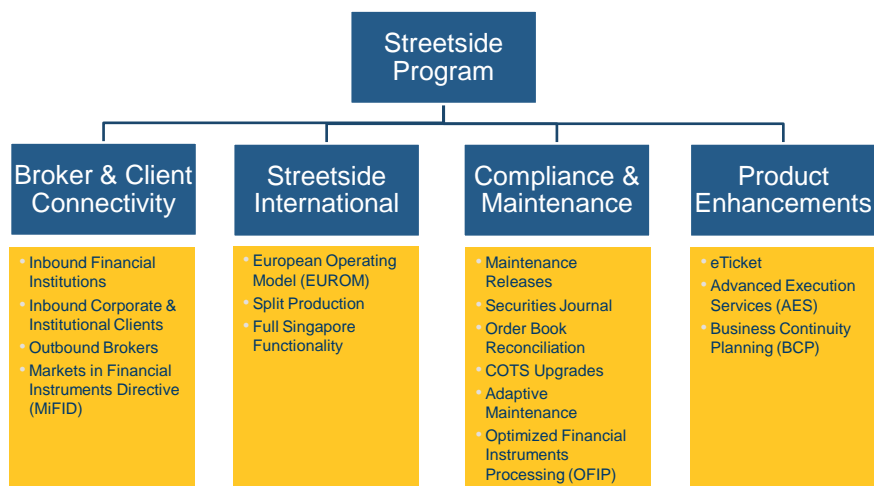 Streetside
Program
Broker & Client
Connectivity
Streetside
International
Compliance &
Maintenance
Product
Enhancements
• Inbound Financial
Institutions
• Inbound Corporate &
Institutional Clients
• Outbound Brokers
• Markets in Financial
Instruments Directive
(MiFID)
• European Operating
Model (EUROM)
• Split Production
• Full Singapore
Functionality
• Maintenance
Releases
• Securities Journal
• Order Book
Reconciliation
• COTS Upgrades
• Adaptive
Maintenance
• Optimized Financial
Instruments
Processing (OFIP)
• eTicket
• Advanced Execution
Services (AES)
• Business Continuity
Planning (BCP)